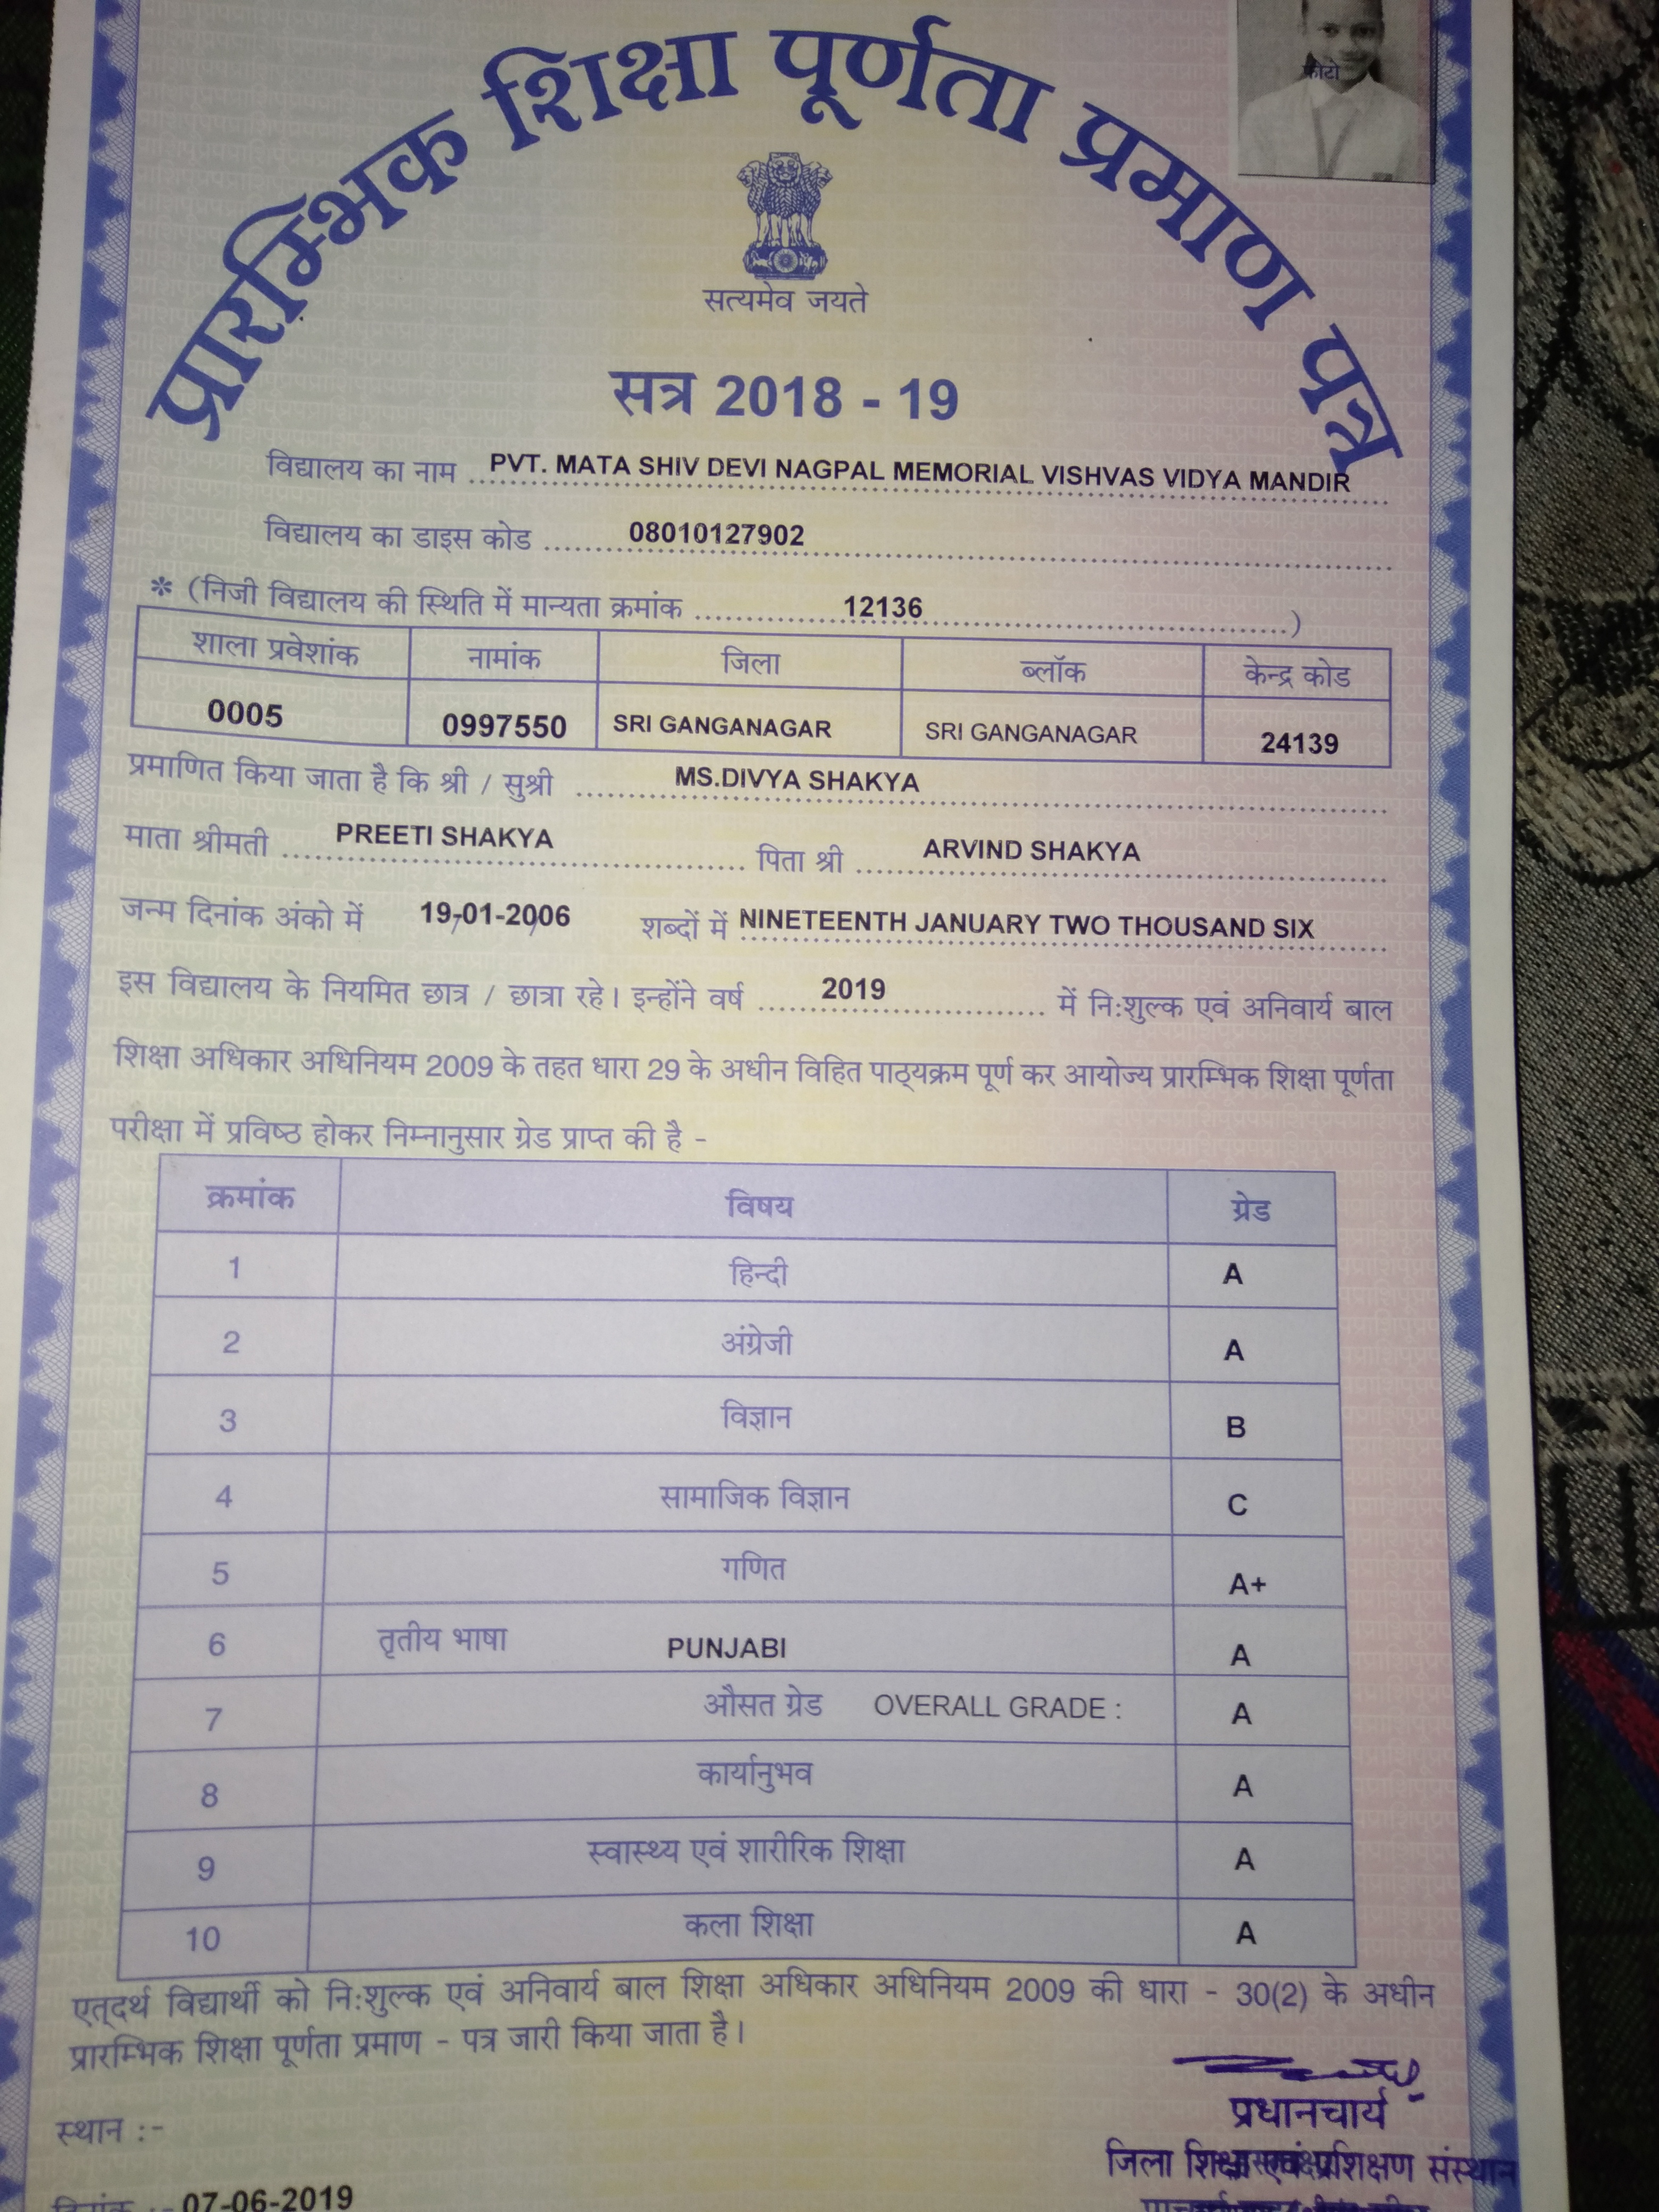 प्रारम्भिक शिक्षा पूर्णता प्रमाण पत्र
फोटो
सत्यमेव जयते
सत्र 2018 - 19
विद्यालय का नाम PVT. MATA SHIV DEVI NAGPAL MEMORIAL VISHVAS VIDYA MANDIR
विद्यालय का डाइस कोड 08010127902
* (निजी विद्यालय की स्थिति में मान्यता क्रमांक 12136 )
शाला प्रवेशांक नामांक जिला ब्लॉक केन्द्र कोड
0005 0997550 SRI GANGANAGAR SRI GANGANAGAR 24139
प्रमाणित किया जाता है कि श्री / सुश्री MS.DIVYA SHAKYA
माता श्रीमती PREETI SHAKYA पिता श्री ARVIND SHAKYA
जन्म दिनांक अंको में 19-01-2006 शब्दों में NINETEENTH JANUARY TWO THOUSAND SIX
इस विद्यालय के नियमित छात्र / छात्रा रहे। इन्होंने वर्ष 2019 में नि:शुल्क एवं अनिवार्य बाल
शिक्षा अधिकार अधिनियम 2009 के तहत धारा 29 के अधीन विहित पाठ्यक्रम पूर्ण कर आयोज्य प्रारम्भिक शिक्षा पूर्णता
परीक्षा में प्रविष्ठ होकर निम्नानुसार ग्रेड प्राप्त की है -
क्रमांक विषय ग्रेड
1 हिन्दी A
2 अंग्रेजी A
3 विज्ञान B
4 सामाजिक विज्ञान C
5 गणित A+
6 तृतीय भाषा PUNJABI A
7 औसत ग्रेड OVERALL GRADE : A
8 कार्यानुभव A
9 स्वास्थ्य एवं शारीरिक शिक्षा A
10 कला शिक्षा A
एत्दर्थ विद्यार्थी को नि:शुल्क एवं अनिवार्य बाल शिक्षा अधिकार अधिनियम 2009 की धारा - 30(2) के अधीन
प्रारम्भिक शिक्षा पूर्णता प्रमाण - पत्र जारी किया जाता है।
प्रधानचार्य
स्थान :-
जिला शिक्षा एवं प्रशिक्षण संस्थान
दिनांक :- 07-06-2019